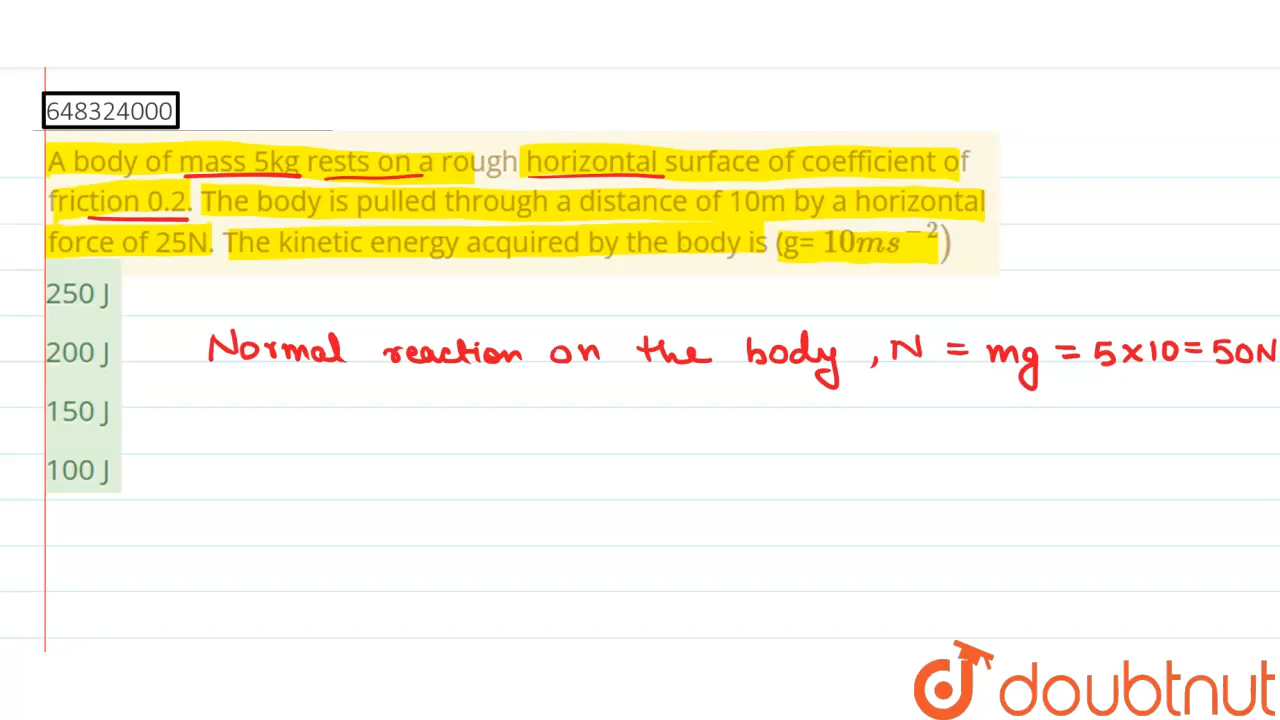 648324000
A body of mass 5kg rests on a rough horizontal surface of coefficient of
friction 0.2. The body is pulled through a distance of 10m by a horizontal
force of 25N. The kinetic energy acquired by the body is (g= 10ms⁻²)
250 J
200 J
Normal reaction on the body, N = mg = 5×10=50N
150 J
100 J
doubtnut